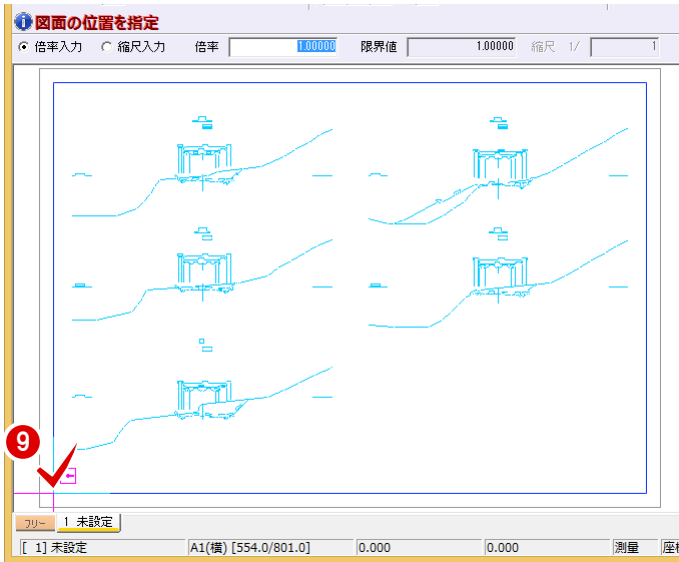 図面の位置を指定
倍率入力 縮尺入力 倍率 1.00000 限界値 1.00000 縮尺 1/ 1
9
フリー 1 未設定
[ 1] 未設定 A1(横) [554.0/801.0] 0.000 0.000 測量